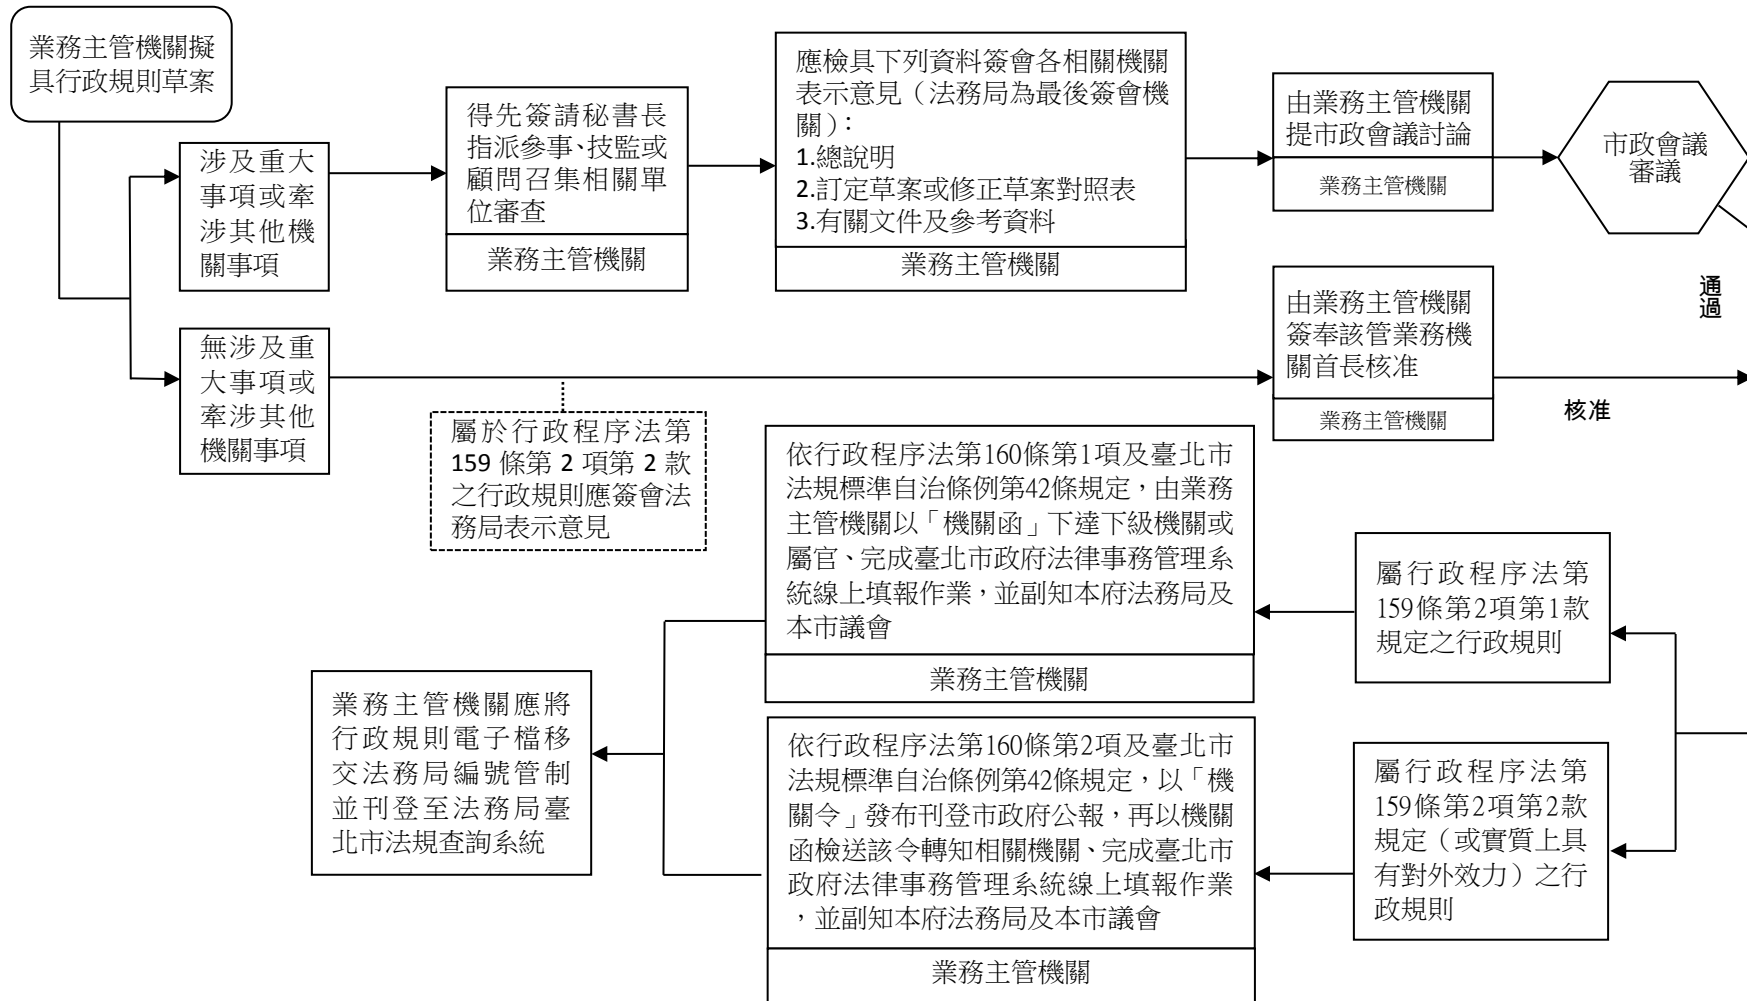 業務主管機關擬
具行政規則草案
涉及重大
事項或牽
涉其他機
關事項
得先簽請秘書長
指派參事、技監或
顧問召集相關單
位審查
業務主管機關
應檢具下列資料簽會各相關機關
表示意見（法務局為最後簽會機
關）：
1.總說明
2.訂定草案或修正草案對照表
3.有關文件及參考資料
業務主管機關
由業務主管機關
提市政會議討論
業務主管機關
市政會議
審議
通過
無涉及重
大事項或
牽涉其他
機關事項
屬於行政程序法第
159 條第 2 項第 2 款
之行政規則應簽會法
務局表示意見
由業務主管機關
簽奉該管業務機
關首長核准
業務主管機關
核准
依行政程序法第160條第1項及臺北市
法規標準自治條例第42條規定，由業務
主管機關以「機關函」下達下級機關或
屬官、完成臺北市政府法律事務管理系
統線上填報作業，並副知本府法務局及
本市議會
業務主管機關
屬行政程序法第
159條第2項第1款
規定之行政規則
業務主管機關應將
行政規則電子檔移
交法務局編號管制
並刊登至法務局臺
北市法規查詢系統
依行政程序法第160條第2項及臺北市
法規標準自治條例第42條規定，以「機
關令」發布刊登市政府公報，再以機關
函檢送該令轉知相關機關、完成臺北市
政府法律事務管理系統線上填報作業
，並副知本府法務局及本市議會
業務主管機關
屬行政程序法第
159條第2項第2款
規定（或實質上具
有對外效力）之行
政規則